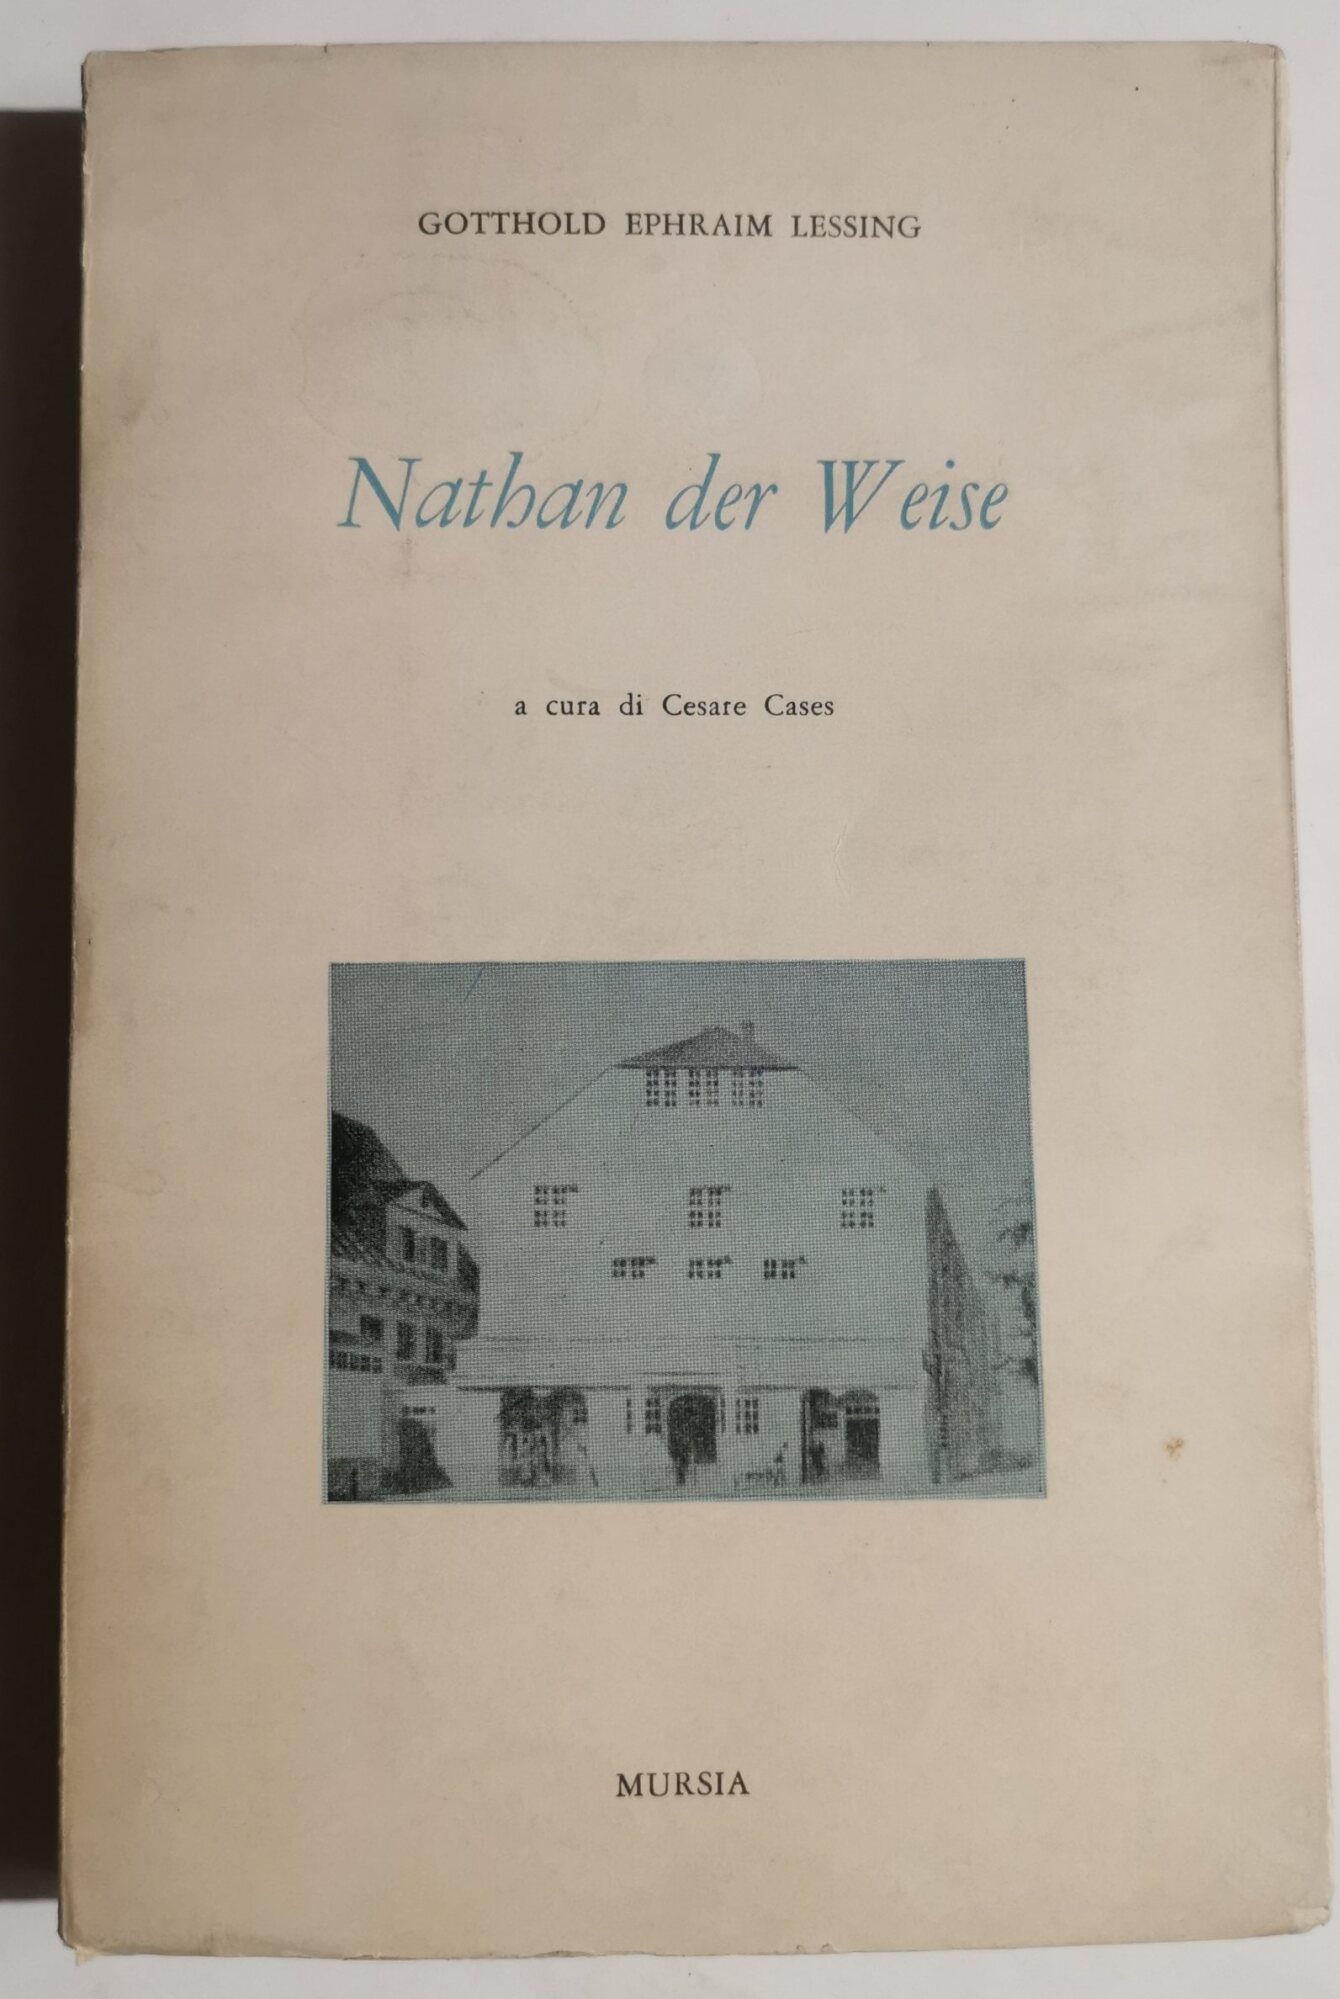 GOTTHOLD EPHRAIM LESSING
Nathan der Weise
a cura di Cesare Cases
MURSIA